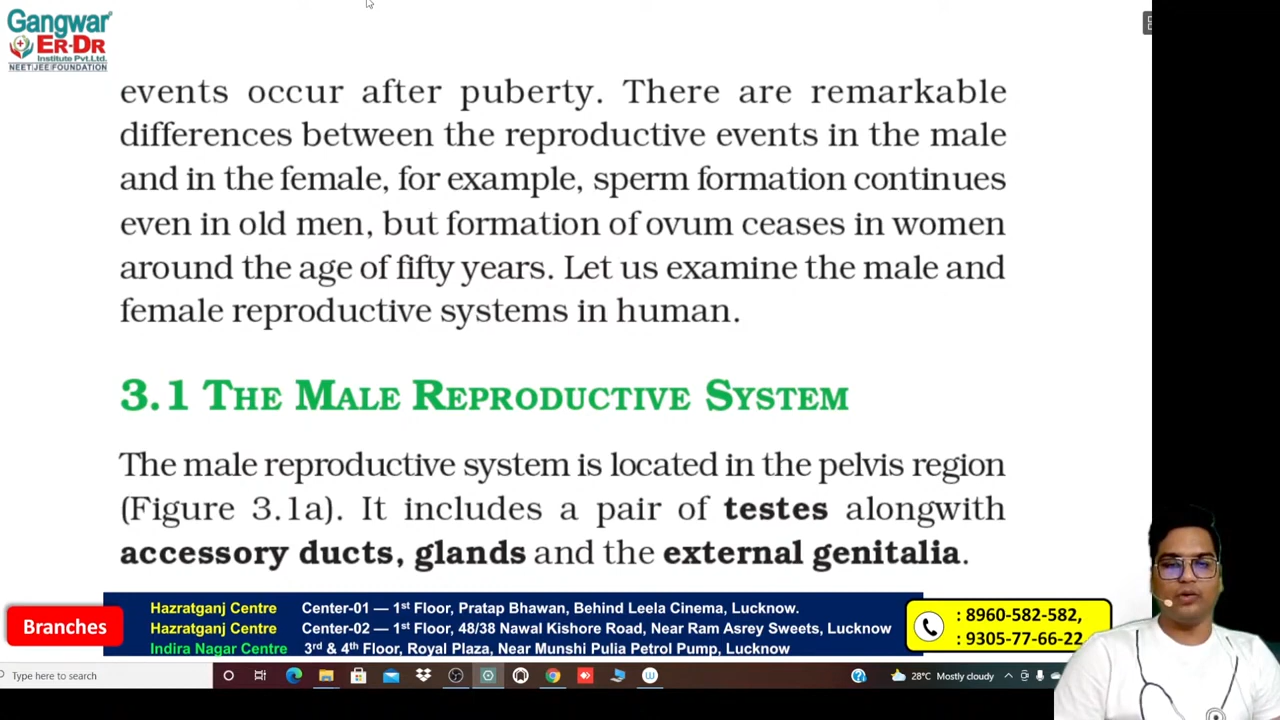 Gangwar
ER-DR
Institute Pvt.Ltd.
NEET|JEE|FOUNDATION
events occur after puberty. There are remarkable
differences between the reproductive events in the male
and in the female, for example, sperm formation continues
even in old men, but formation of ovum ceases in women
around the age of fifty years. Let us examine the male and
female reproductive systems in human.
3.1 THE MALE REPRODUCTIVE SYSTEM
The male reproductive system is located in the pelvis region
(Figure 3.1a). It includes a pair of testes alongwith
accessory ducts, glands and the external genitalia.
Branches
Hazratganj Centre Center-01 — 1st Floor, Pratap Bhawan, Behind Leela Cinema, Lucknow.
Hazratganj Centre Center-02 — 1st Floor, 48/38 Nawal Kishore Road, Near Ram Asrey Sweets, Lucknow
Indira Nagar Centre 3rd & 4th Floor, Royal Plaza, Near Munshi Pulia Petrol Pump, Lucknow
: 8960-582-582,
: 9305-77-66-22
Type here to search
28°C Mostly cloudy